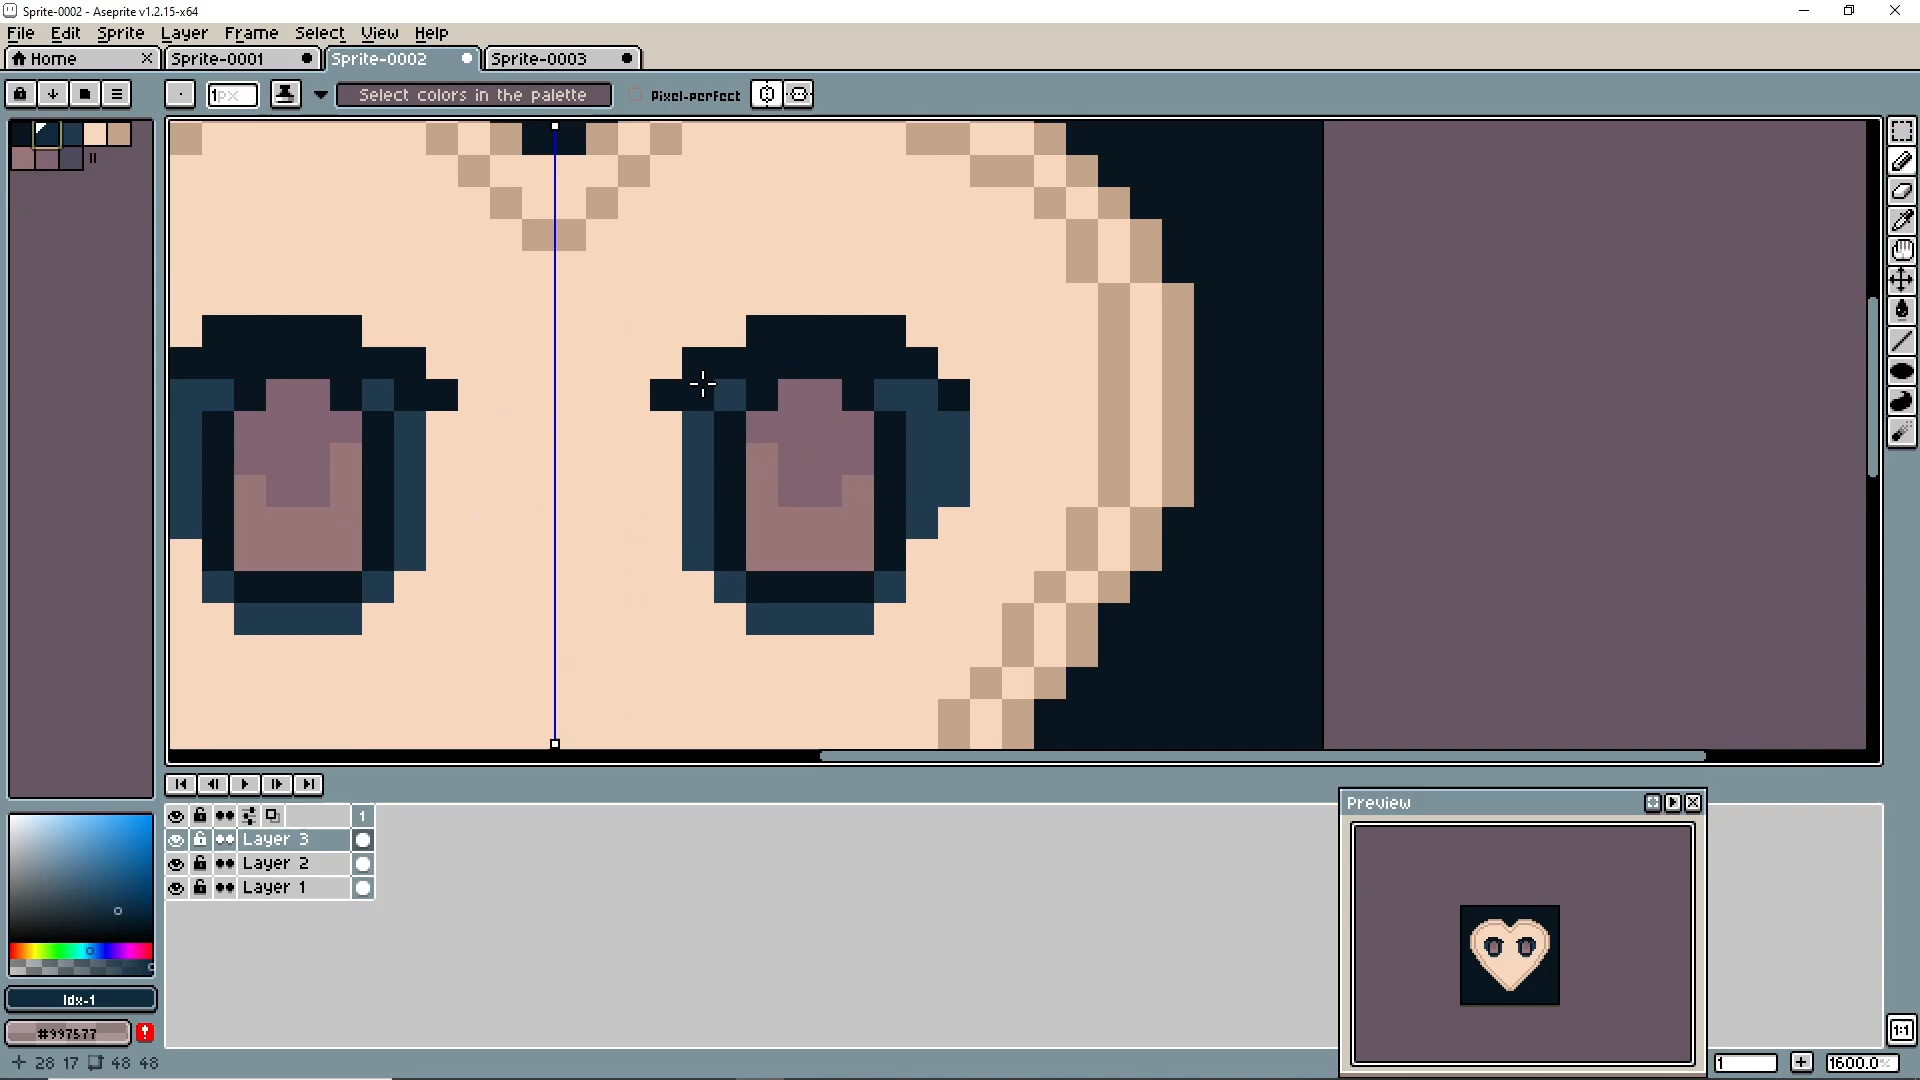 Sprite-0002 - Aseprite v1.2.15-x64
File Edit Sprite Layer Frame Select View Help
Home Sprite-0001 Sprite-0002 Sprite-0003
1px Select colors in the palette Pixel-perfect
1
Layer 3
Layer 2
Layer 1
Preview
Idx-1
#997577
28 17 48 48
1:1
1 1600.0%